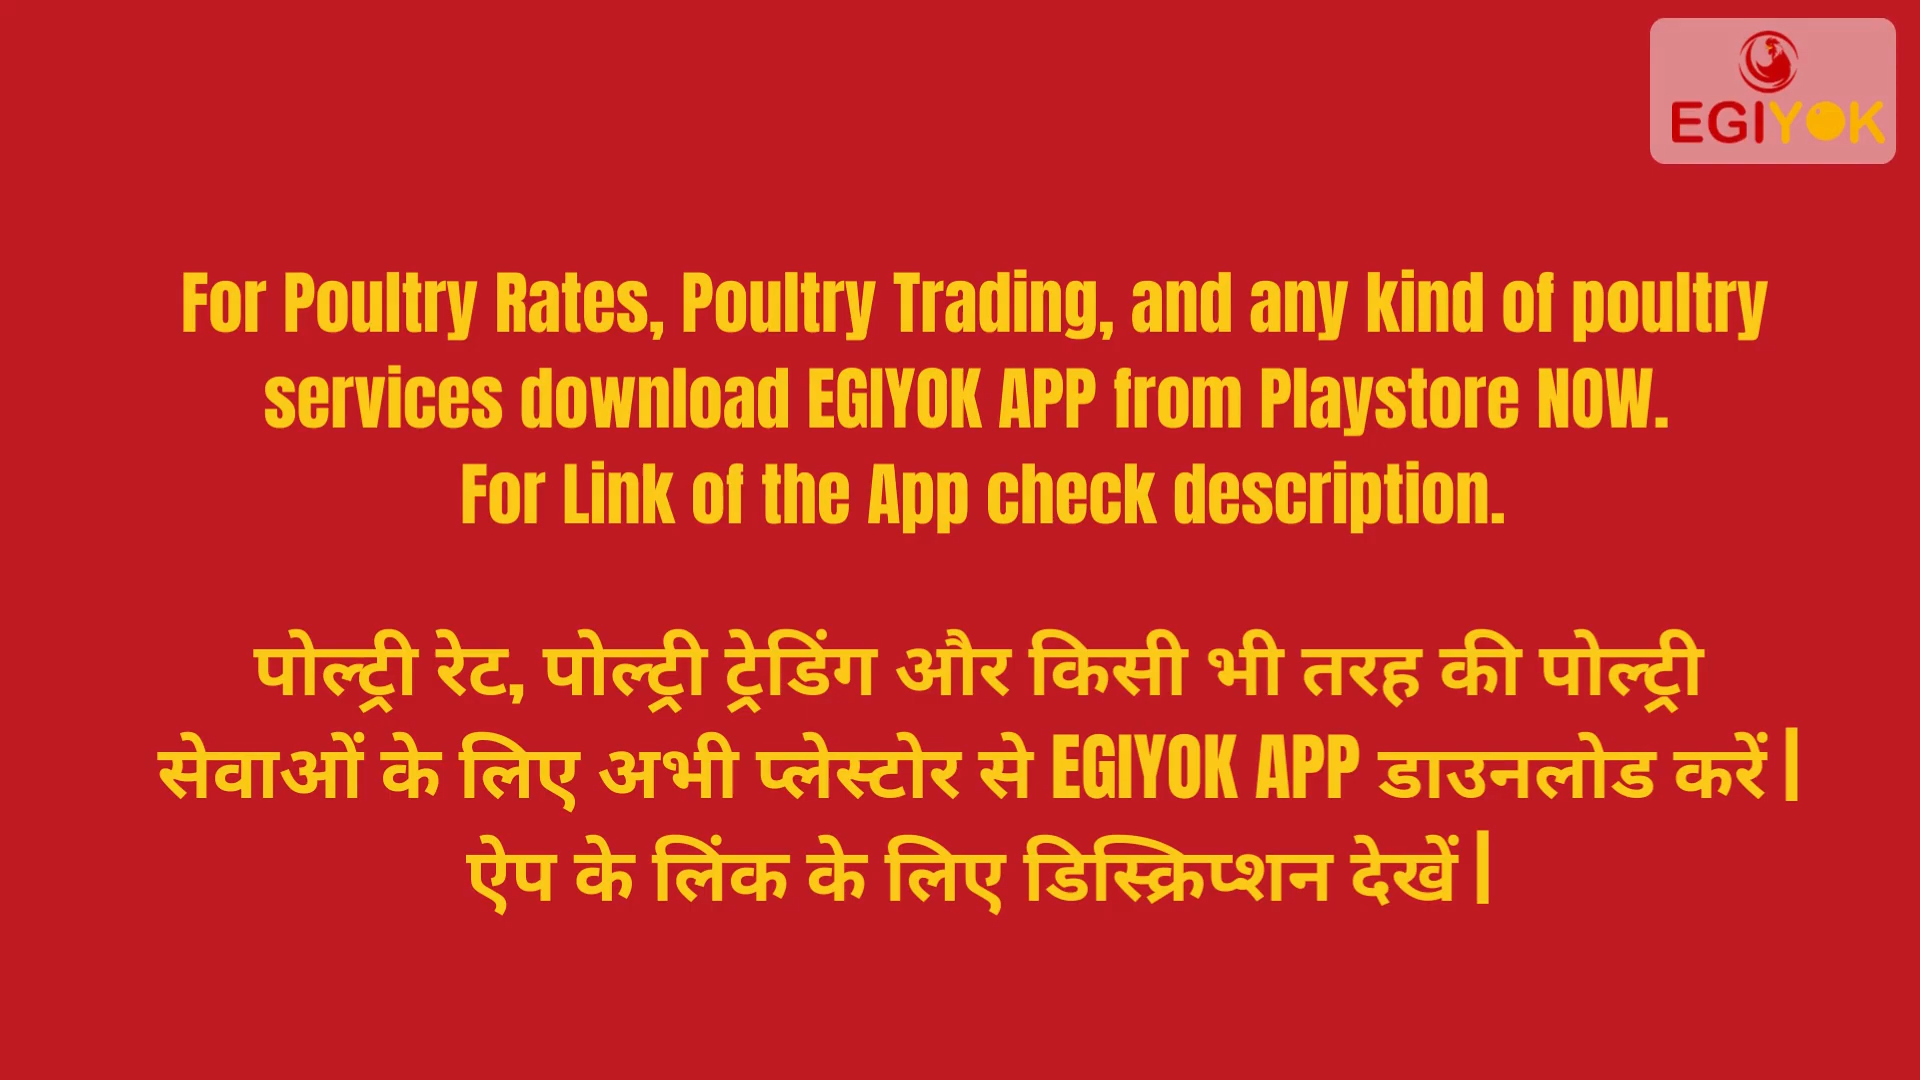 EGIYOK
For Poultry Rates, Poultry Trading, and any kind of poultry
services download EGIYOK APP from Playstore NOW.
For Link of the App check description.
पोल्ट्री रेट, पोल्ट्री ट्रेडिंग और किसी भी तरह की पोल्ट्री
सेवाओं के लिए अभी प्लेस्टोर से EGIYOK APP डाउनलोड करें|
ऐप के लिंक के लिए डिस्क्रिप्शन देखें|